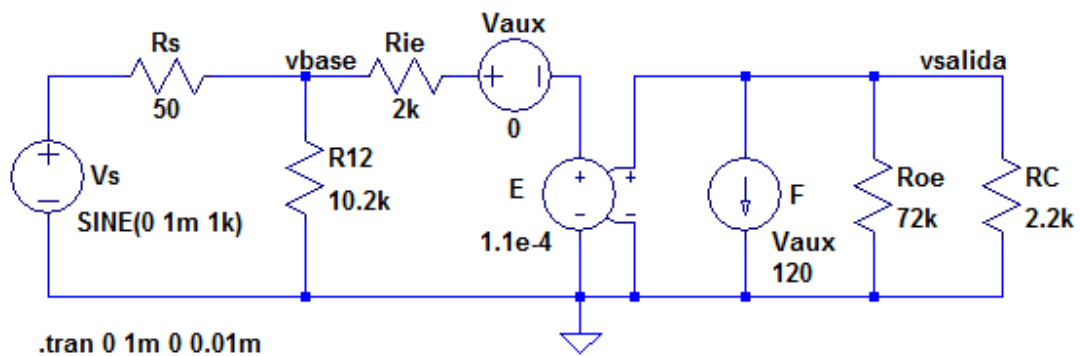 Rs
50
vbase
Rie
2k
Vaux
0
vsalida
Vs
SINE(0 1m 1k)
R12
10.2k
E
1.1e-4
F
Vaux
120
Roe
72k
RC
2.2k
.tran 0 1m 0 0.01m